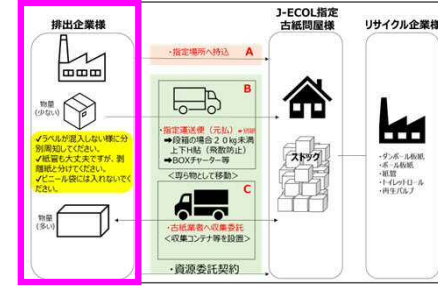 排出企業様
J-ECOL指定
古紙問屋様
リサイクル企業様
・指定場所へ持込 A
B
物量
(少ない)
・指定運送便（元払）
➡段箱の場合20kg未満
上下H貼（飛散防止）
➡BOXチャーター等
<専ら物として移動>
✓ラベルが混入しない様に分
別周知してください。
✓紙管も大丈夫ですが、剥
離紙と分けてください。
✓ビニール袋には入れないでく
ださい。
ストック
・ダンボール板紙
・ボール板紙
・紙管
・トイレットロール
・再生パルプ
C
物量
(多い)
・古紙業者へ収集委託
<収集コンテナ等を設置>
・資源委託契約